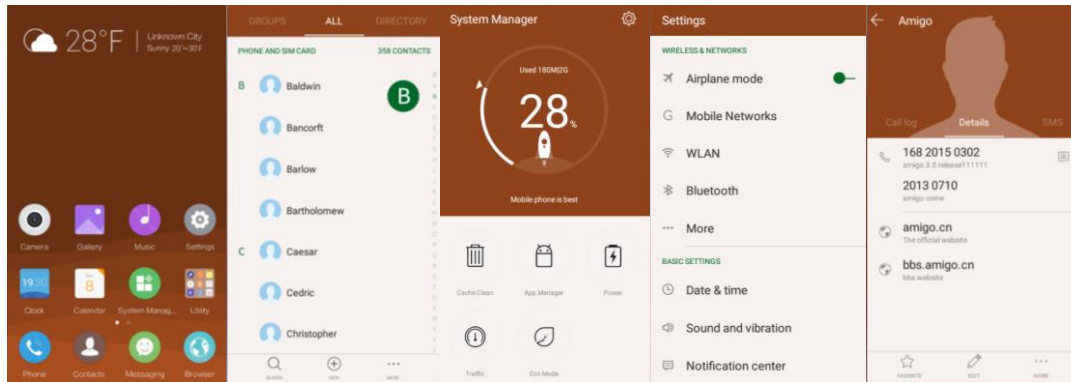 28°F
Unknown City
Sunny 20°~30°F
Camera
Gallery
Music
Settings
19:30
8
Clock
Calendar
System Manag...
Utility
Phone
Contacts
Messaging
Browser
GROUPS
ALL
DIRECTORY
PHONE AND SIM CARD
358 CONTACTS
B
Baldwin
B
Bancorft
Barlow
Bartholomew
C
Caesar
Cedric
Christopher
SEARCH
NEW
MORE
System Manager
Used 180M|2G
28%
Mobile phone is best
Cache Clean
App Manager
Power
Traffic
Eco Mode
Settings
WIRELESS & NETWORKS
Airplane mode
G Mobile Networks
WLAN
Bluetooth
More
BASIC SETTINGS
Date & time
Sound and vibration
Notification center
Amigo
Call log
Details
SMS
168 2015 0302
amigo 3.0 release111111
2013 0710
amigo come
amigo.cn
The official website
bbs.amigo.cn
bbs website
FAVORITE
EDIT
MORE